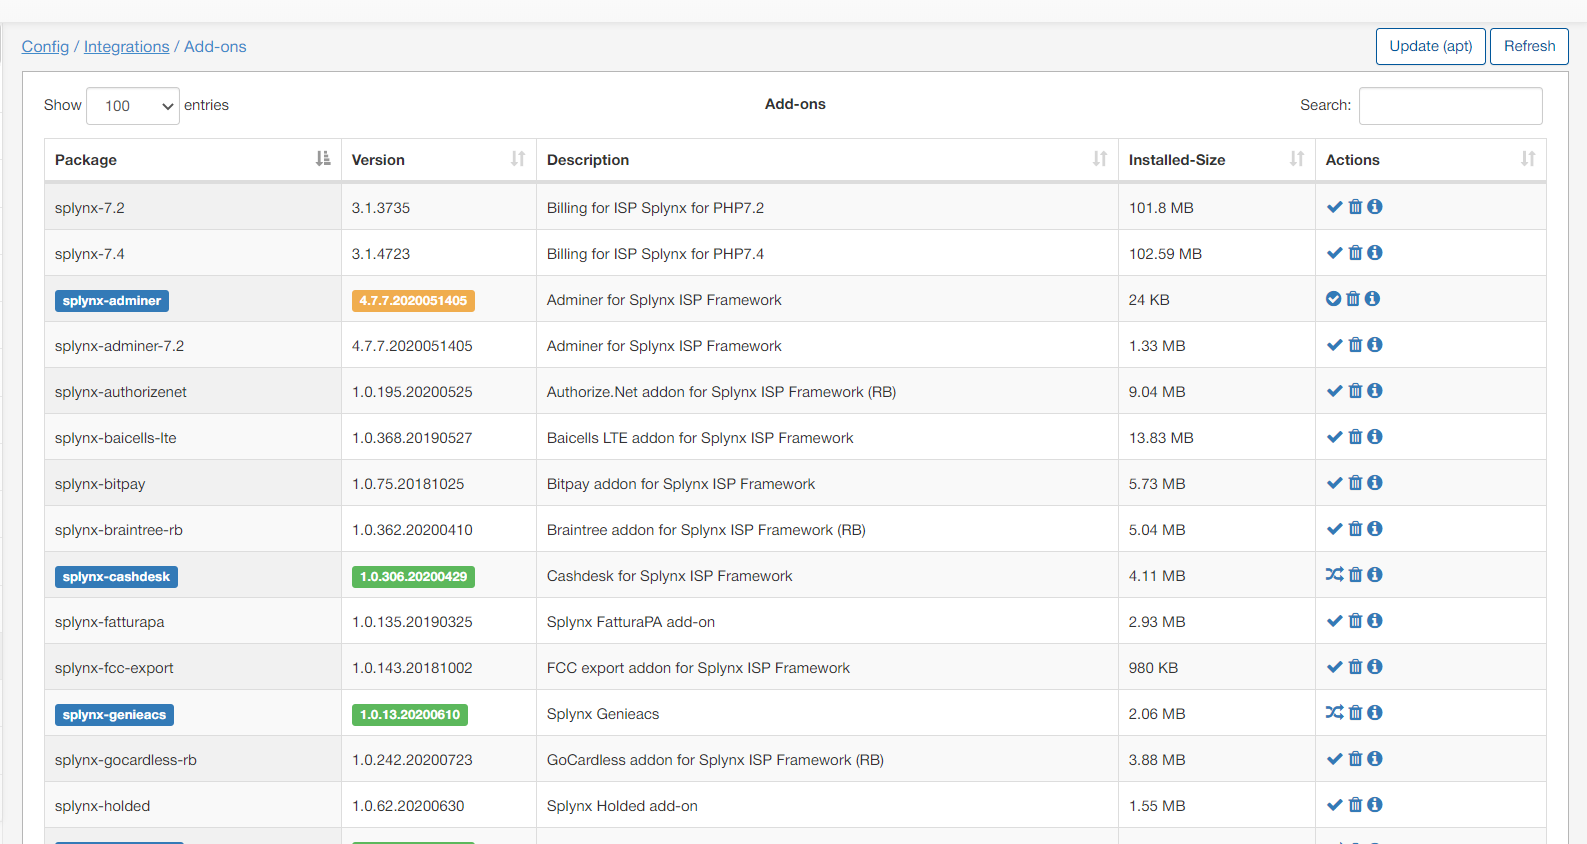 Config / Integrations / Add-ons
Update (apt) Refresh
Show 100 entries Add-ons Search:
Package Version Description Installed-Size Actions
splynx-7.2 3.1.3735 Billing for ISP Splynx for PHP7.2 101.8 MB
splynx-7.4 3.1.4723 Billing for ISP Splynx for PHP7.4 102.59 MB
splynx-adminer 4.7.7.2020051405 Adminer for Splynx ISP Framework 24 KB
splynx-adminer-7.2 4.7.7.2020051405 Adminer for Splynx ISP Framework 1.33 MB
splynx-authorizenet 1.0.195.20200525 Authorize.Net addon for Splynx ISP Framework (RB) 9.04 MB
splynx-baicells-lte 1.0.368.20190527 Baicells LTE addon for Splynx ISP Framework 13.83 MB
splynx-bitpay 1.0.75.20181025 Bitpay addon for Splynx ISP Framework 5.73 MB
splynx-braintree-rb 1.0.362.20200410 Braintree addon for Splynx ISP Framework (RB) 5.04 MB
splynx-cashdesk 1.0.306.20200429 Cashdesk for Splynx ISP Framework 4.11 MB
splynx-fatturapa 1.0.135.20190325 Splynx FatturaPA add-on 2.93 MB
splynx-fcc-export 1.0.143.20181002 FCC export addon for Splynx ISP Framework 980 KB
splynx-genieacs 1.0.13.20200610 Splynx Genieacs 2.06 MB
splynx-gocardless-rb 1.0.242.20200723 GoCardless addon for Splynx ISP Framework (RB) 3.88 MB
splynx-holded 1.0.62.20200630 Splynx Holded add-on 1.55 MB